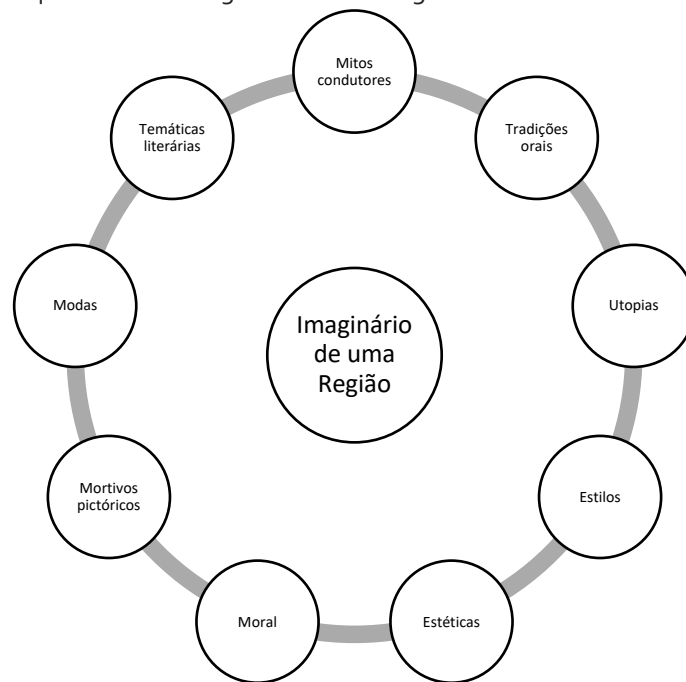 Mitos
condutores
Tradições
orais
Utopias
Estilos
Estéticas
Moral
Mortivos
pictóricos
Modas
Temáticas
literárias
Imaginário
de uma
Região